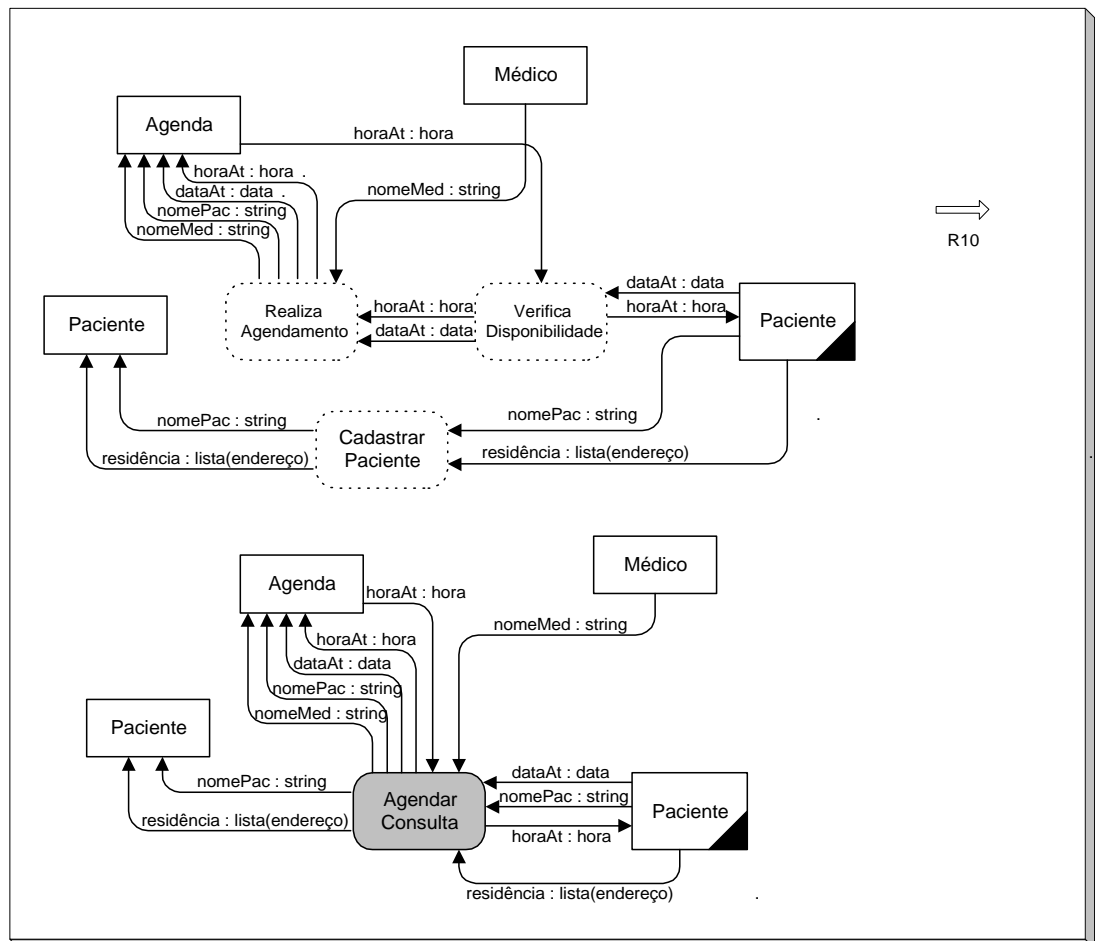 Médico
Agenda
horaAt : hora
horaAt : hora .
nomeMed : string
dataAt : data .
nomePac : string
nomeMed : string
R10
dataAt : data
Realiza
Agendamento
horaAt : hora
Verifica
Disponibilidade
horaAt : hora
Paciente
Paciente
dataAt : data
nomePac : string
nomePac : string
.
Cadastrar
Paciente
residência : lista(endereço)
residência : lista(endereço)
.
Médico
Agenda
horaAt : hora
nomeMed : string
horaAt : hora
dataAt : data
nomePac : string
nomeMed : string
Paciente
dataAt : data
nomePac : string
nomePac : string
Agendar
Consulta
Paciente
residência : lista(endereço)
horaAt : hora
residência : lista(endereço)
.